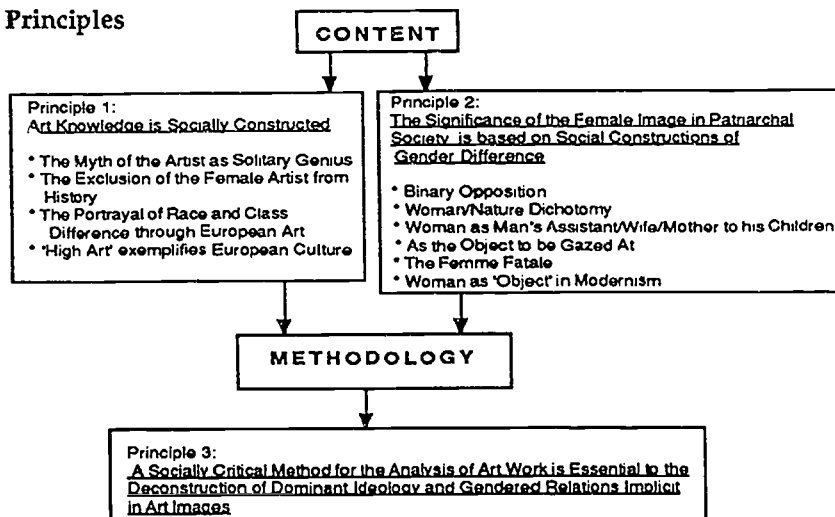 Principles
CONTENT
Principle 1:
Art Knowledge is Socially Constructed
* The Myth of the Artist as Solitary Genius
* The Exclusion of the Female Artist from
History
* The Portrayal of Race and Class
Difference through European Art
* 'High Art' exemplifies European Culture
Principle 2:
The Significance of the Female Image in Patriarchal
Society is based on Social Constructions of
Gender Difference
* Binary Opposition
* Woman/Nature Dichotomy
* Woman as Man's Assistant/Wife/Mother to his Children
* As the Object to be Gazed At
* The Femme Fatale
* Woman as 'Object' in Modernism
METHODOLOGY
Principle 3:
A Socially Critical Method for the Analysis of Art Work is Essential to the
Deconstruction of Dominant Ideology and Gendered Relations Implicit
in Art Images